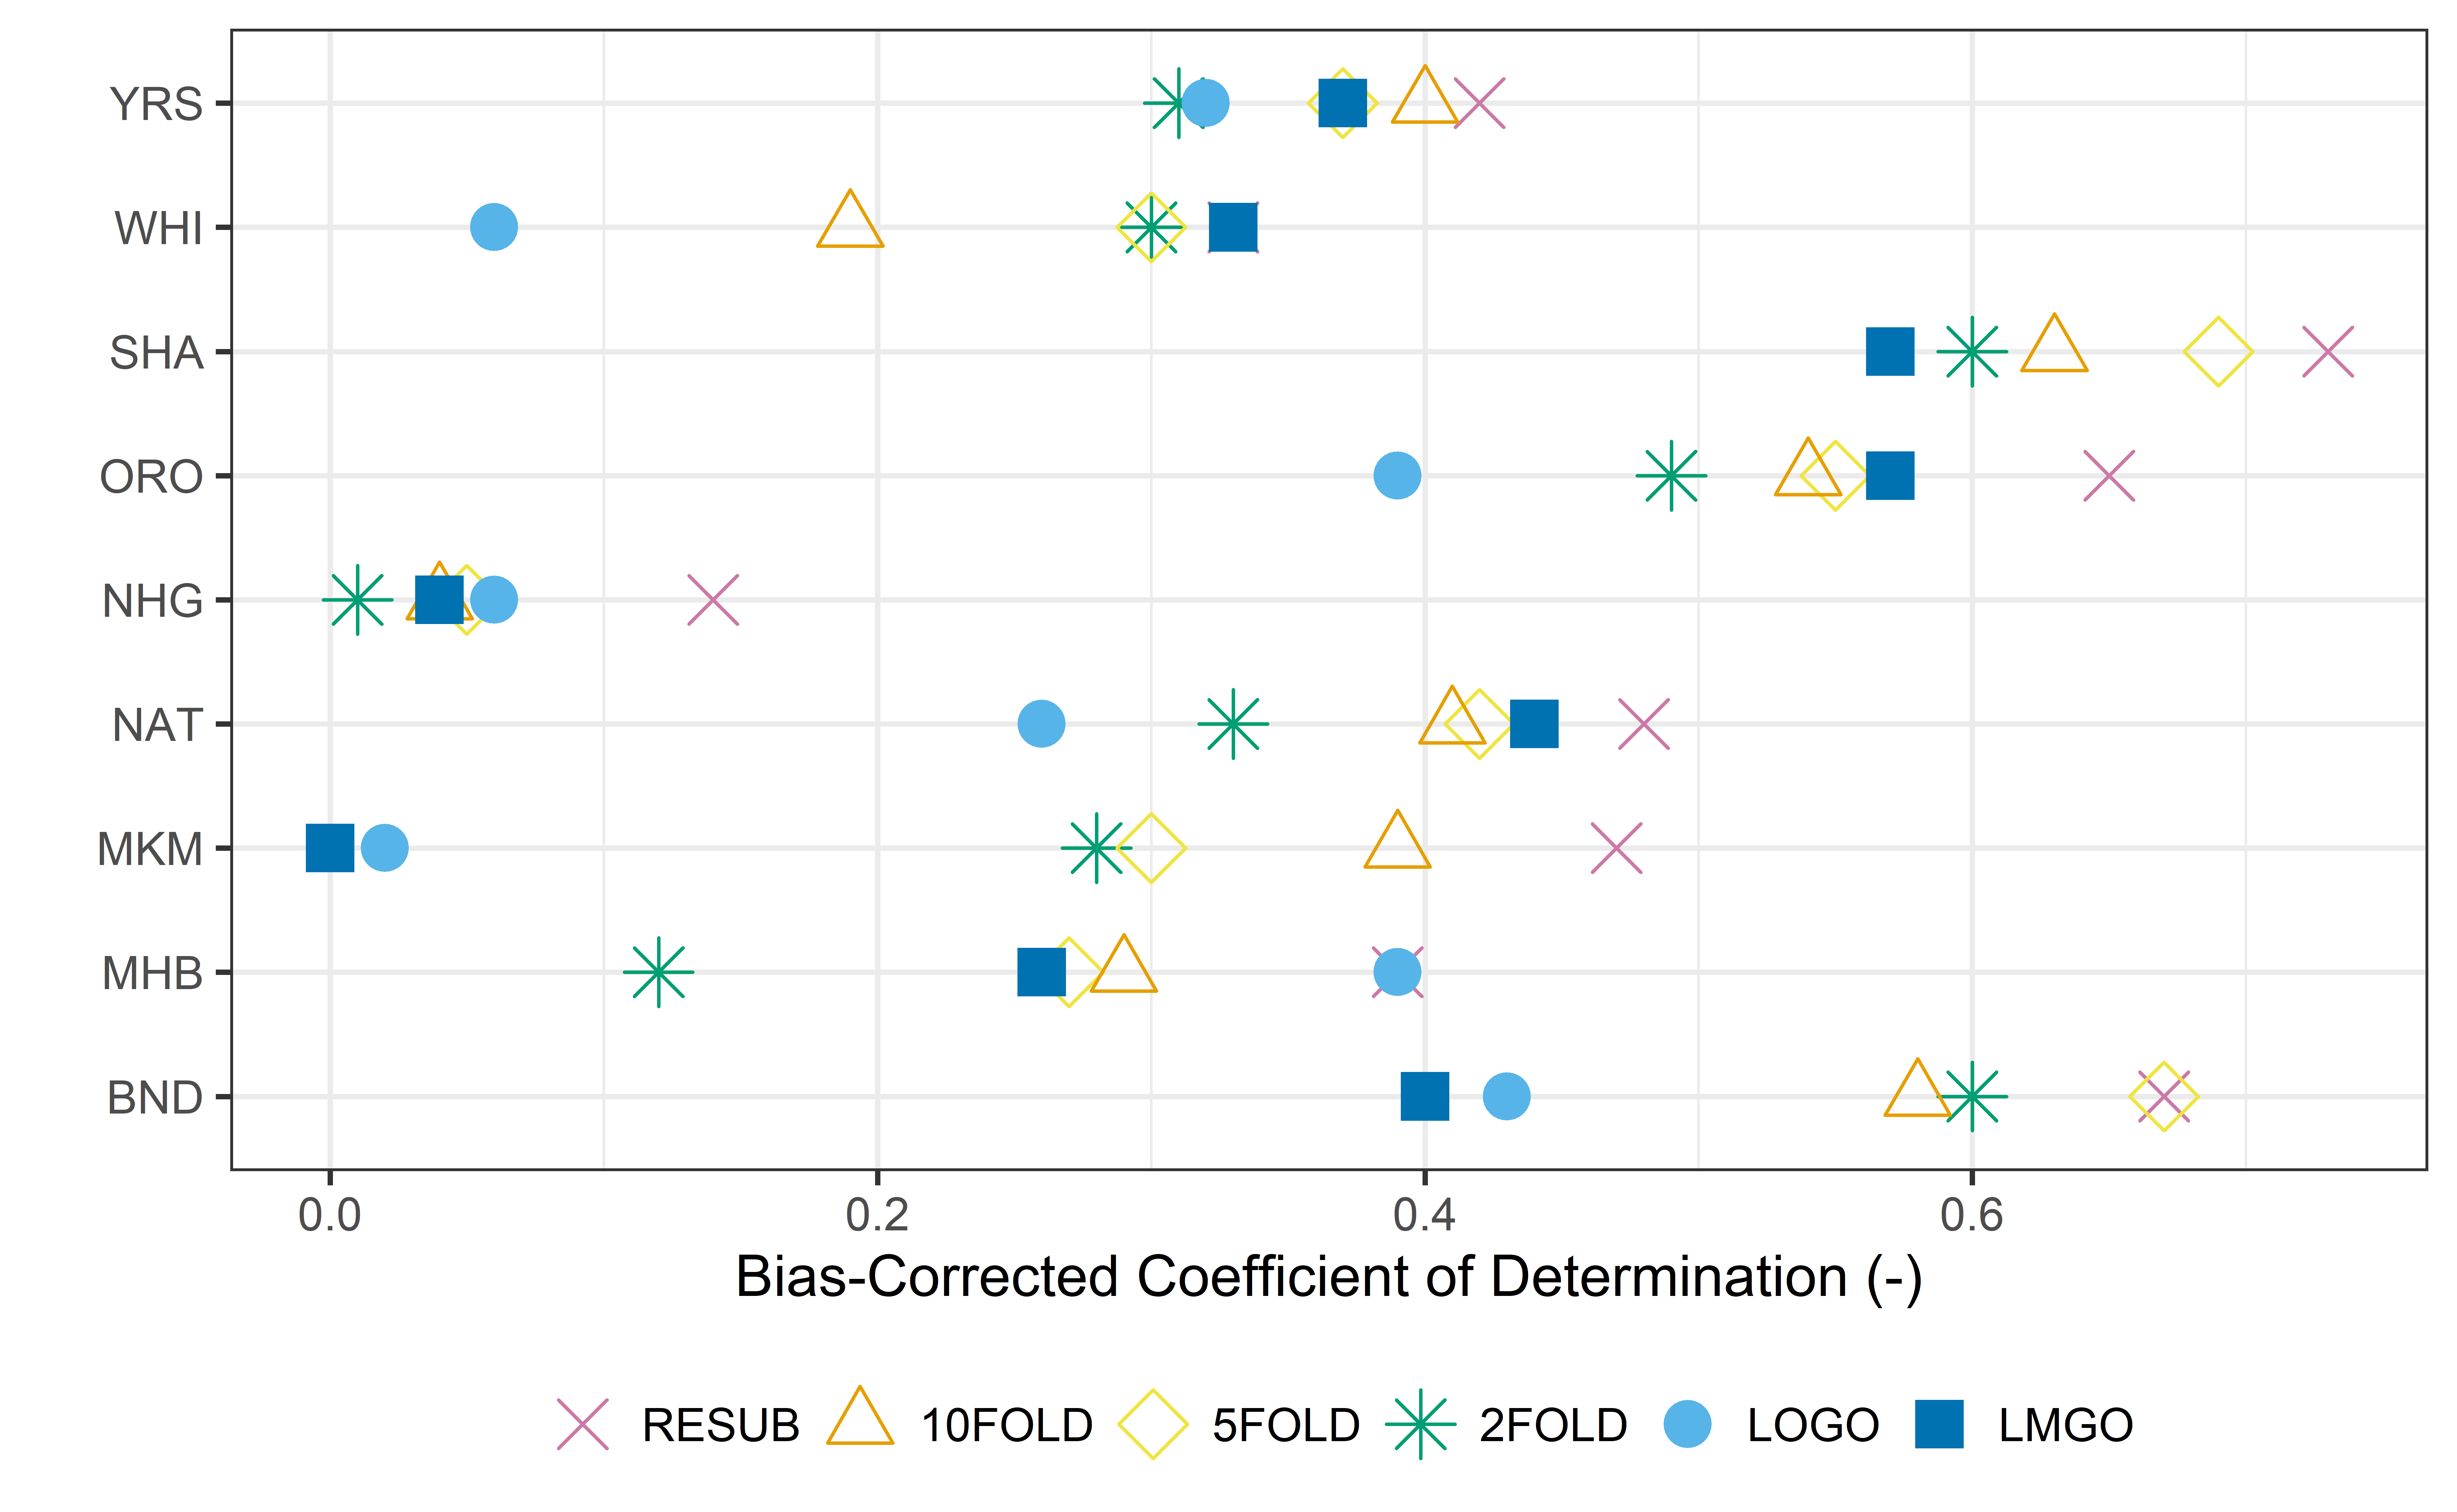 YRS
WHI
SHA
ORO
NHG
NAT
MKM
MHB
BND
0.0 0.2 0.4 0.6
Bias-Corrected Coefficient of Determination (-)
RESUB 10FOLD 5FOLD 2FOLD LOGO LMGO